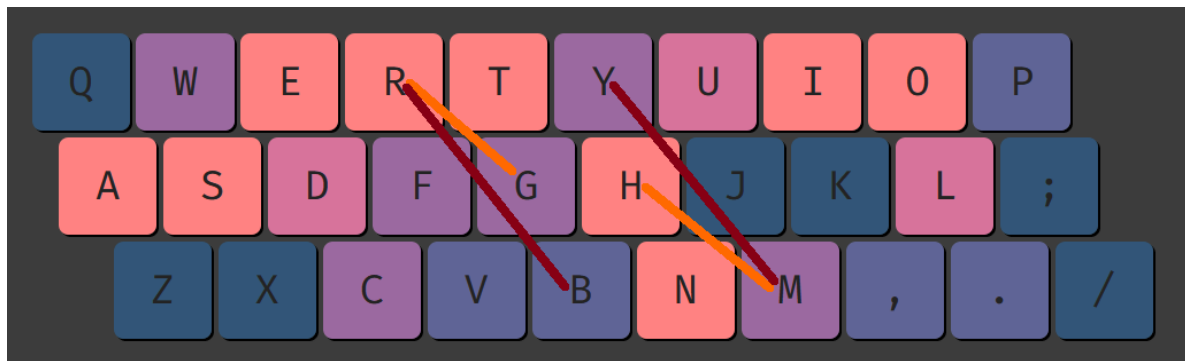 Q W E R T Y U I O P
A S D F G H J K L ;
Z X C V B N M , . /